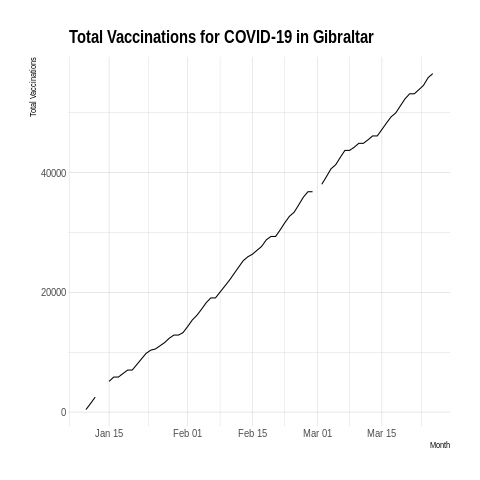 Total Vaccinations for COVID-19 in Gibraltar
Total Vaccinations
40000
20000
0
Jan 15
Feb 01
Feb 15
Mar 01
Mar 15
Month